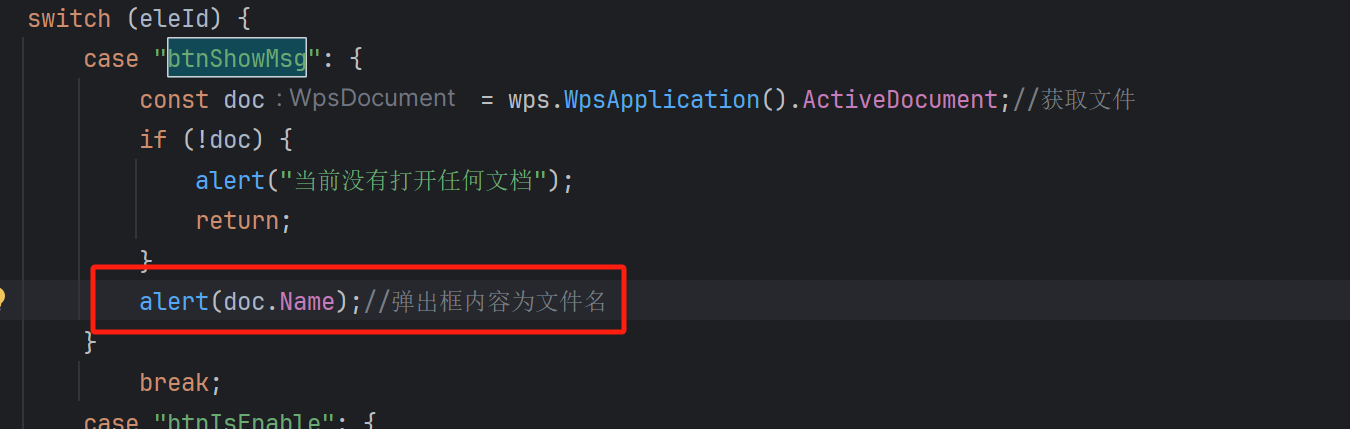 switch (eleId) {
case "btnShowMsg": {
const doc : WpsDocument = wps.WpsApplication().ActiveDocument;//获取文件
if (!doc) {
alert("当前没有打开任何文档");
return;
}
alert(doc.Name);//弹出框内容为文件名
}
break;
case "btnIsEnable": {